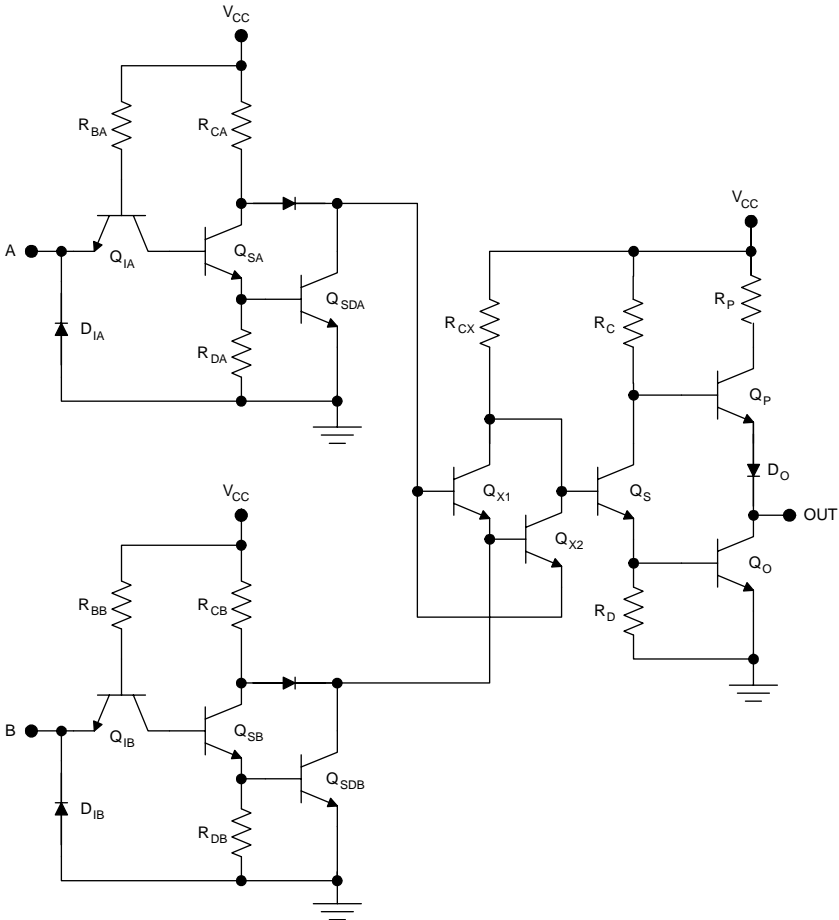 VCC
RBA
RCA
A
QIA
QSA
DIA
RDA
QSDA
VCC
RCX
RC
RP
QP
QX1
QS
DO
OUT
QX2
QO
RD
VCC
RBB
RCB
B
QIB
QSB
DIB
RDB
QSDB